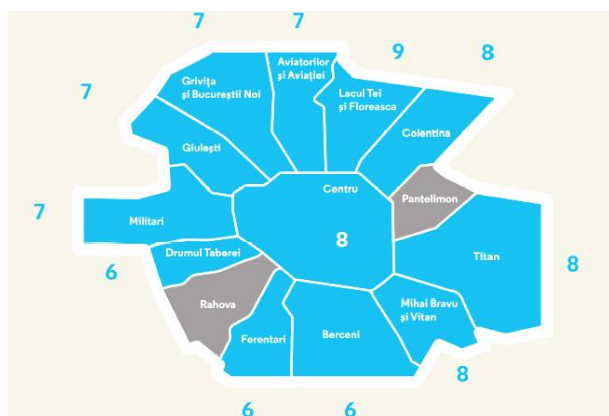 7
7
9
8
Aviatorilor
și Aviației
Grivița
și Bucureștii Noi
Lacul Tei
și Floreasca
7
Colentina
Giulești
Centru
Pantelimon
7
Militari
8
Drumul Taberei
6
Titan
8
Rahova
Mihai Bravu
și Vitan
Ferentari
Berceni
8
6
6